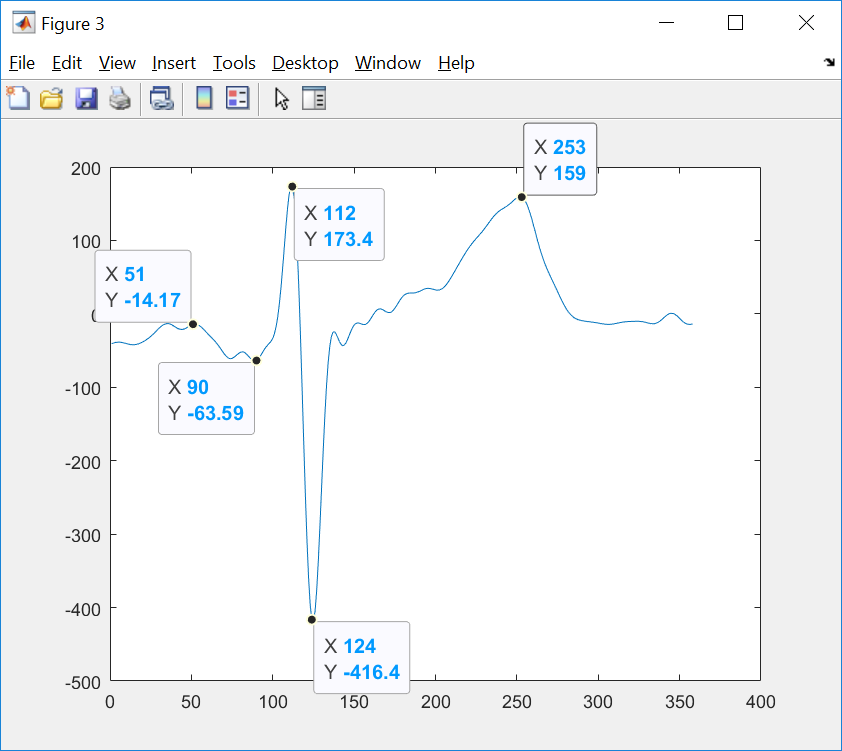 Figure 3
File Edit View Insert Tools Desktop Window Help
X 253
Y 159
X 112
Y 173.4
X 51
Y -14.17
X 90
Y -63.59
X 124
Y -416.4
200
100
0
-100
-200
-300
-400
-500
0 50 100 150 200 250 300 350 400